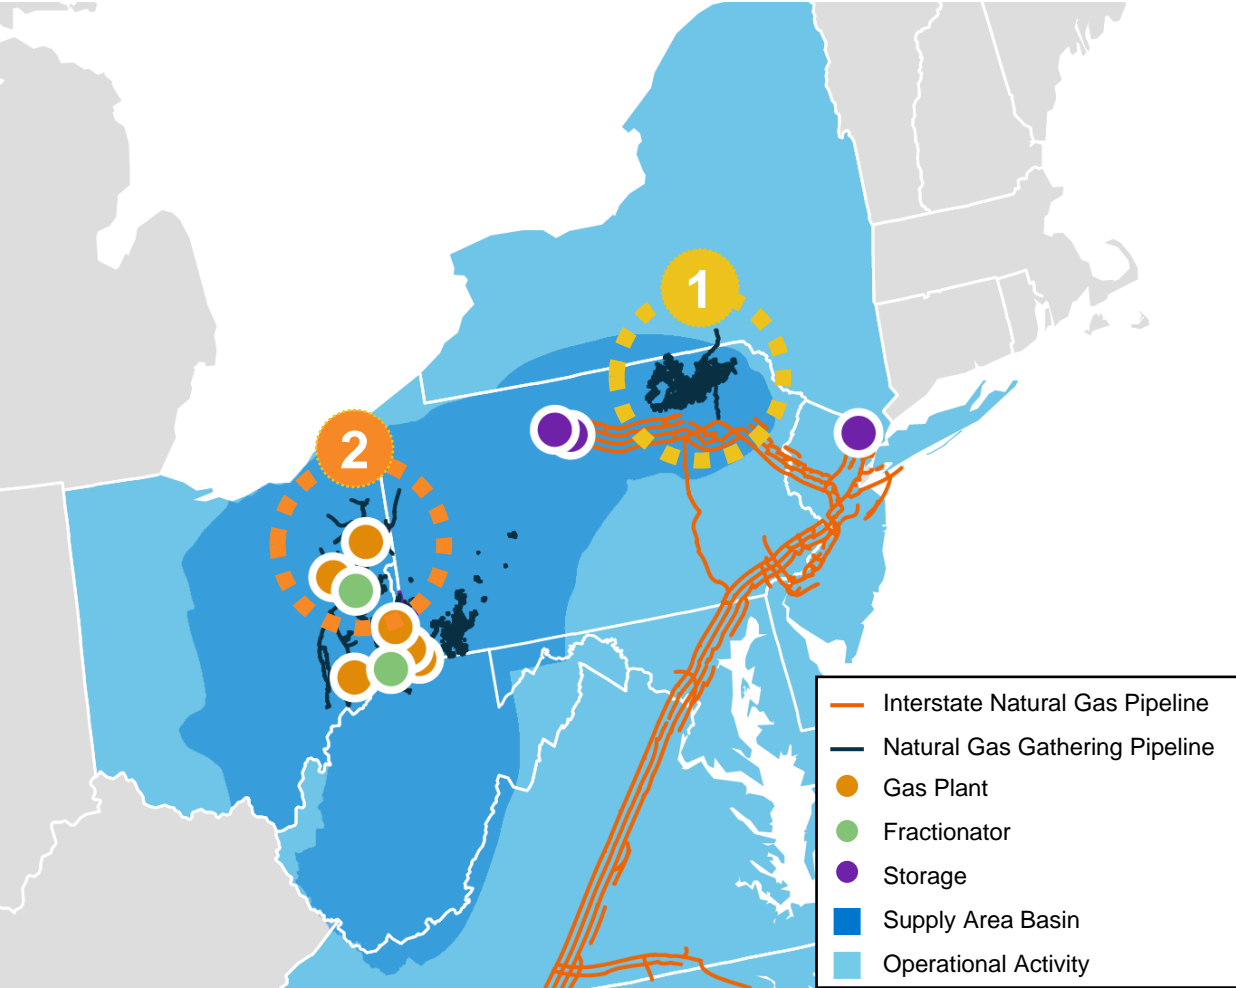 1
2
Interstate Natural Gas Pipeline
Natural Gas Gathering Pipeline
Gas Plant
Fractionator
Storage
Supply Area Basin
Operational Activity